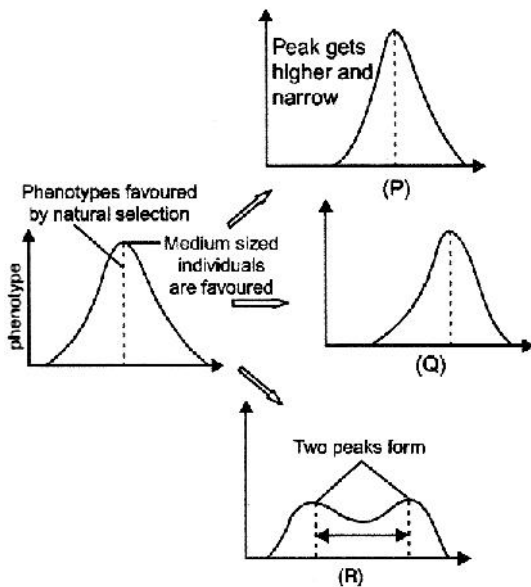 Peak gets
higher and
narrow
(P)
Phenotypes favoured
by natural selection
Medium sized
individuals
are favoured
phenotype
(Q)
Two peaks form
(R)